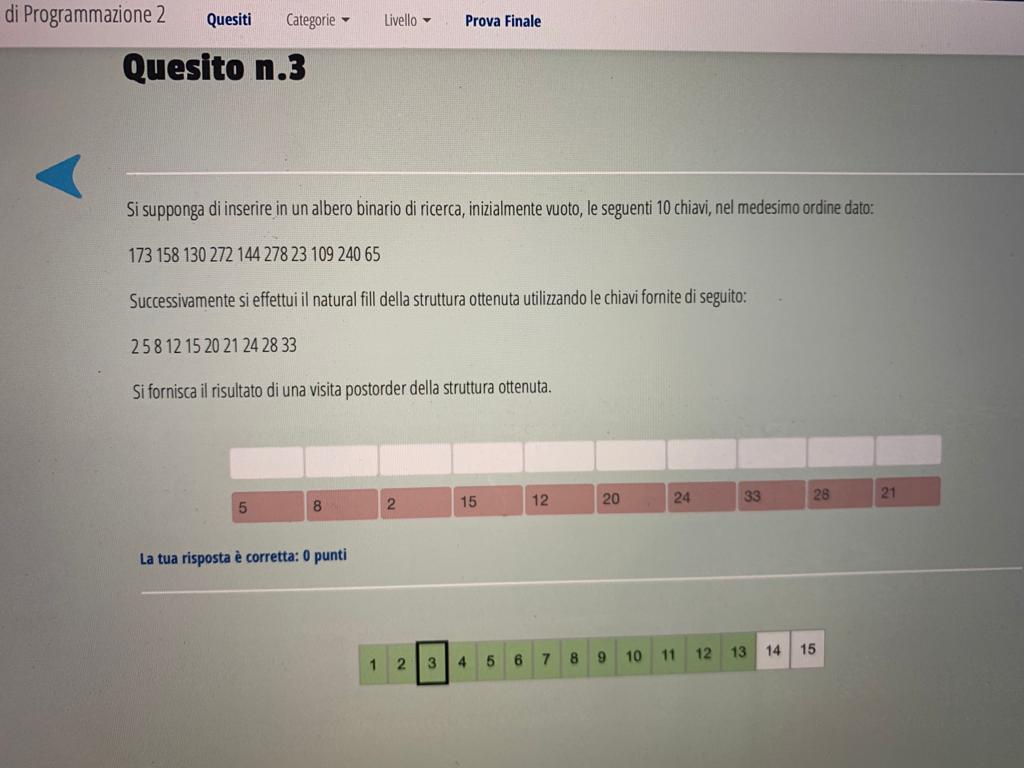 di Programmazione 2 Quesiti Categorie Livello Prova Finale
Quesito n.3
Si supponga di inserire in un albero binario di ricerca, inizialmente vuoto, le seguenti 10 chiavi, nel medesimo ordine dato:
173 158 130 272 144 278 23 109 240 65
Successivamente si effettui il natural fill della struttura ottenuta utilizzando le chiavi fornite di seguito:
2 5 8 12 15 20 21 24 28 33
Si fornisca il risultato di una visita postorder della struttura ottenuta.
5 8 2 15 12 20 24 33 28 21
La tua risposta è corretta: 0 punti
1 2 3 4 5 6 7 8 9 10 11 12 13 14 15